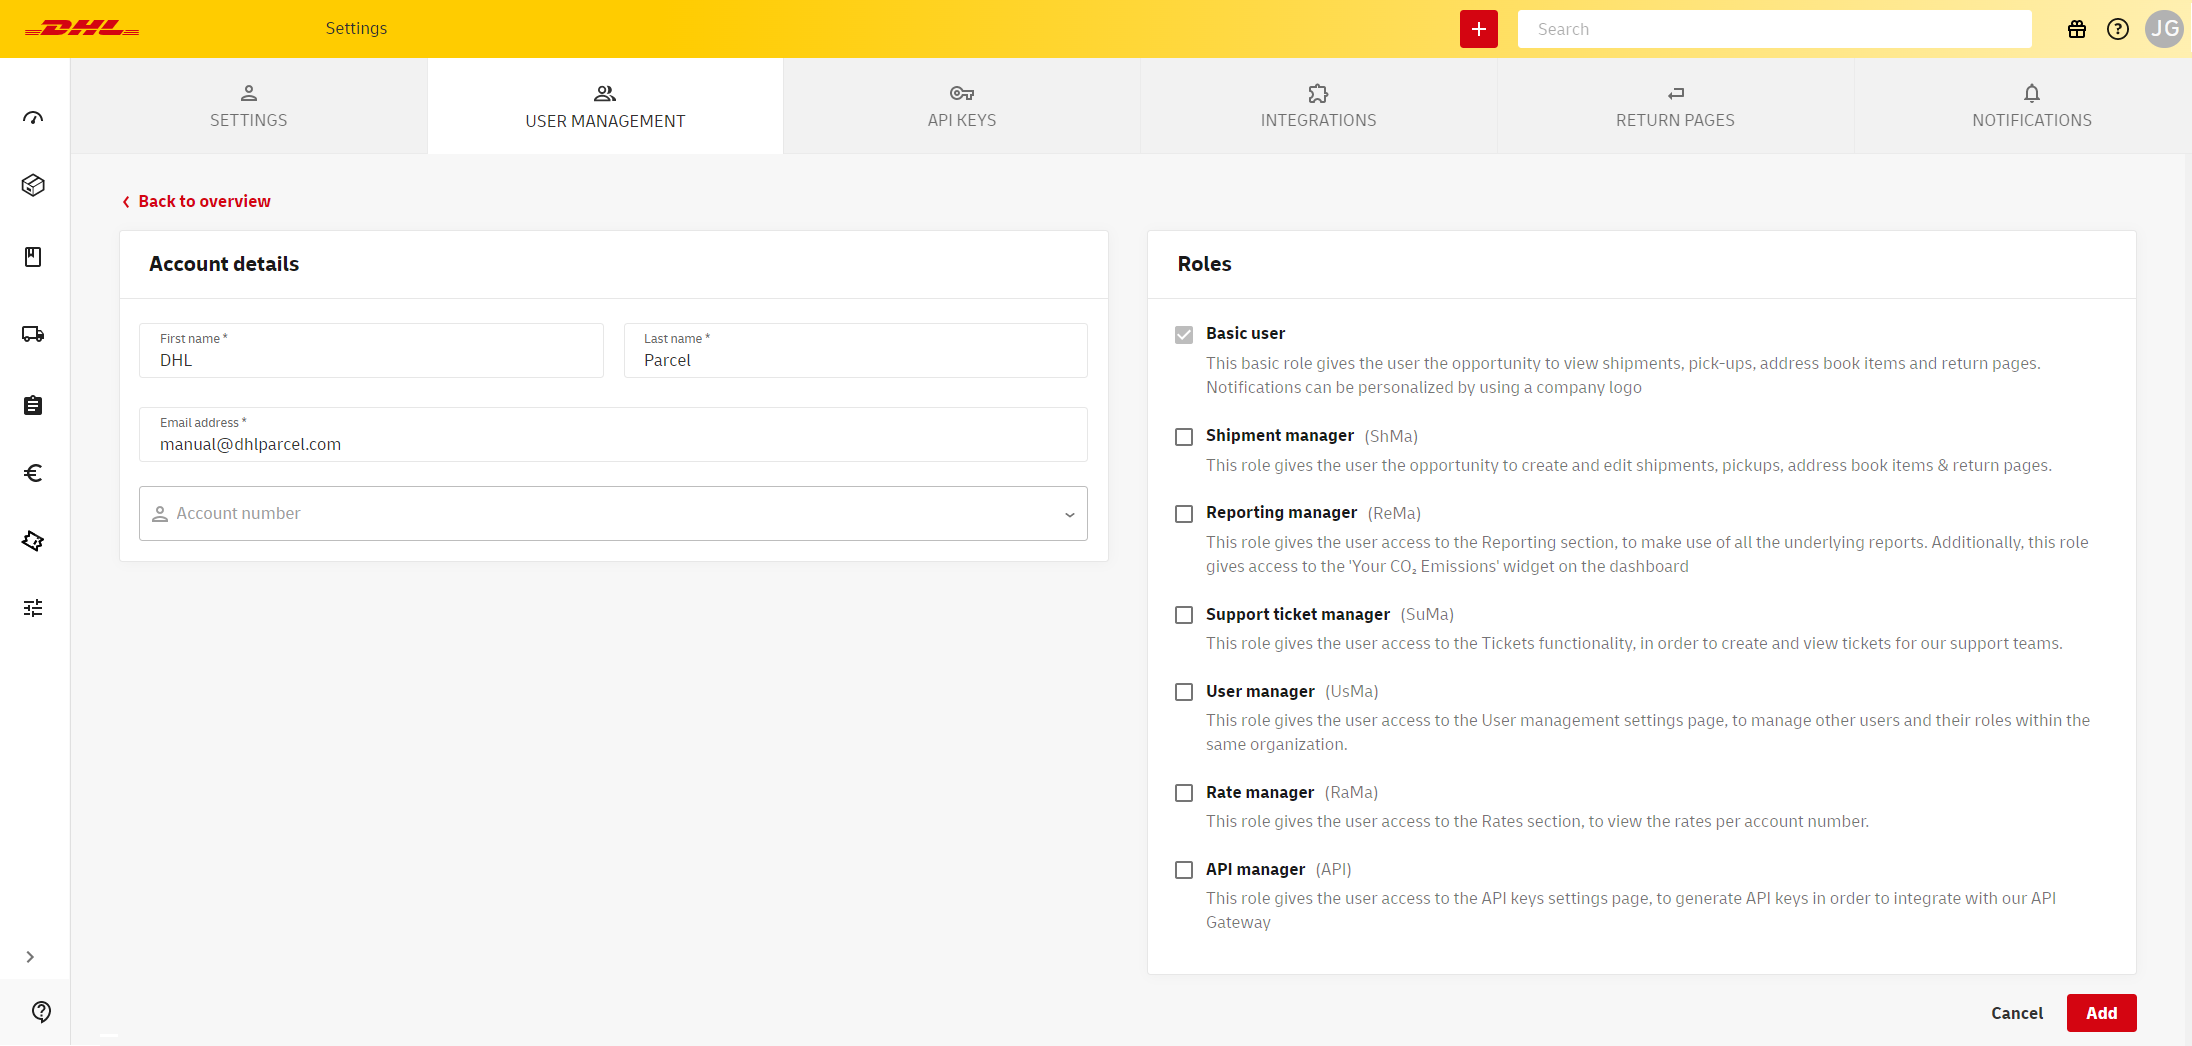 DHL
Settings
Search
JG
SETTINGS
USER MANAGEMENT
API KEYS
INTEGRATIONS
RETURN PAGES
NOTIFICATIONS
Back to overview
Account details
First name *
DHL
Last name *
Parcel
Email address *
manual@dhlparcel.com
Account number
Roles
Basic user
This basic role gives the user the opportunity to view shipments, pick-ups, address book items and return pages.
Notifications can be personalized by using a company logo
Shipment manager (ShMa)
This role gives the user the opportunity to create and edit shipments, pickups, address book items & return pages.
Reporting manager (ReMa)
This role gives the user access to the Reporting section, to make use of all the underlying reports. Additionally, this role
gives access to the 'Your CO₂ Emissions' widget on the dashboard
Support ticket manager (SuMa)
This role gives the user access to the Tickets functionality, in order to create and view tickets for our support teams.
User manager (UsMa)
This role gives the user access to the User management settings page, to manage other users and their roles within the
same organization.
Rate manager (RaMa)
This role gives the user access to the Rates section, to view the rates per account number.
API manager (API)
This role gives the user access to the API keys settings page, to generate API keys in order to integrate with our API
Gateway
Cancel
Add